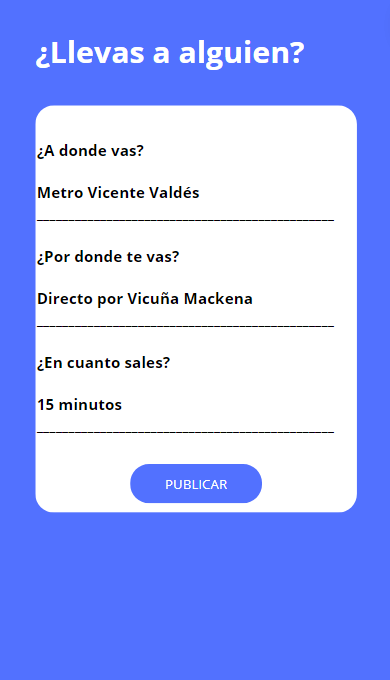 ¿Llevas a alguien?
¿A donde vas?
Metro Vicente Valdés
¿Por donde te vas?
Directo por Vicuña Mackena
¿En cuanto sales?
15 minutos
PUBLICAR